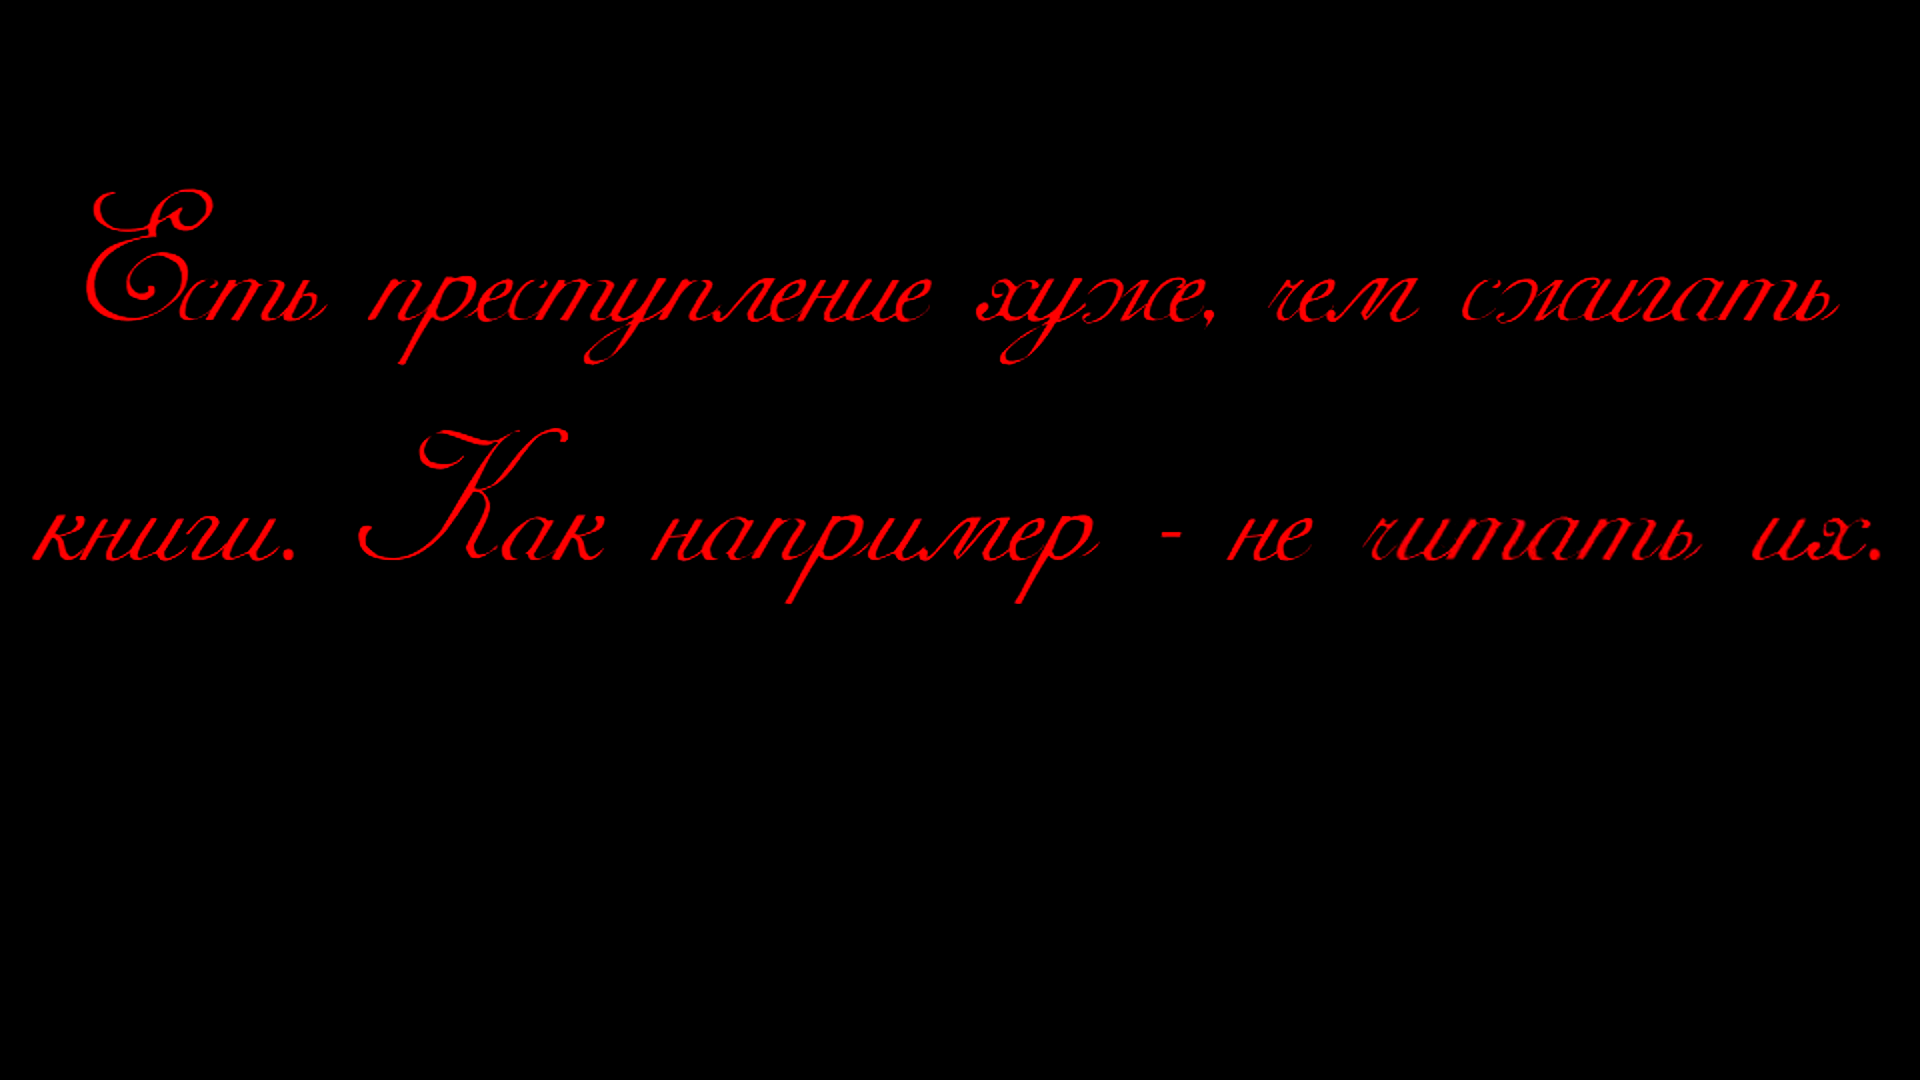 Есть преступление хуже, чем сжигать
книги. Как например - не читать их.